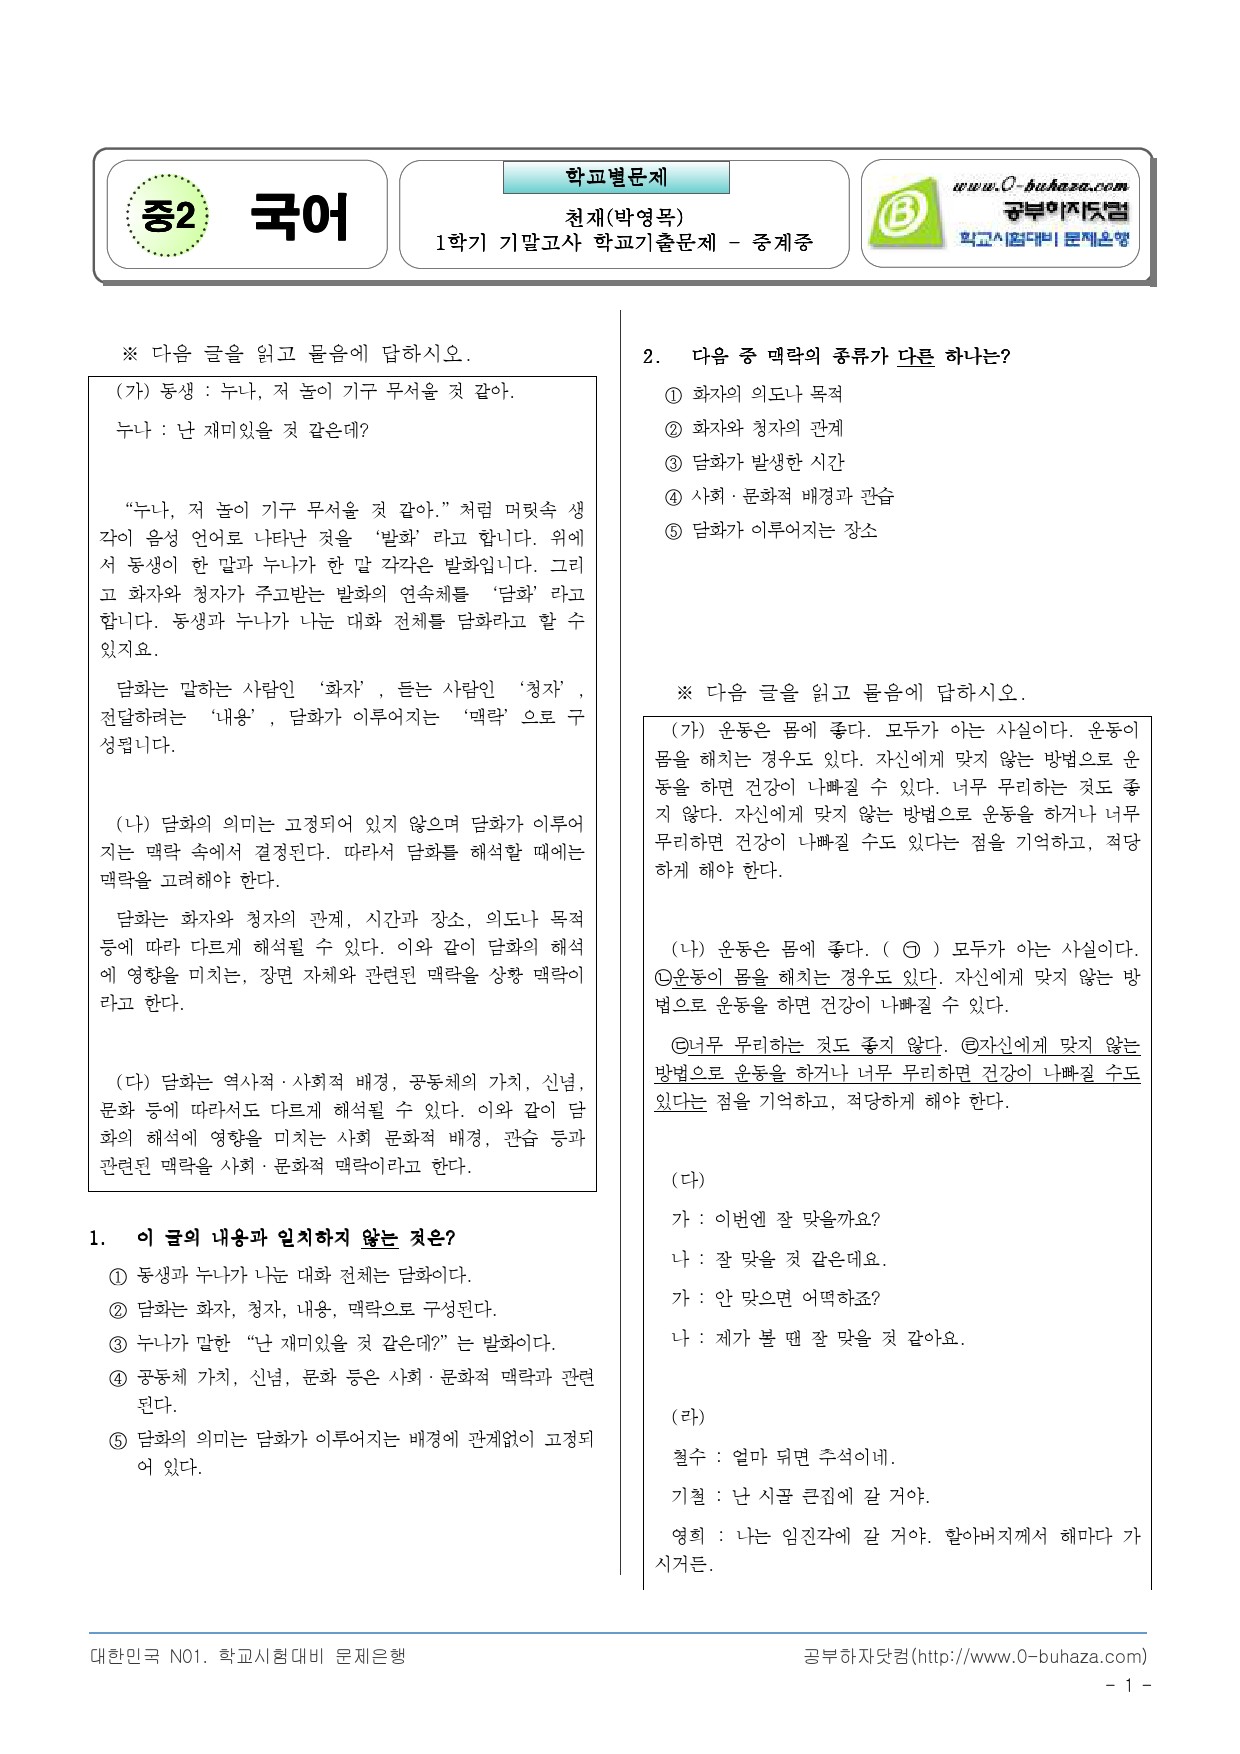 중2
국어
학교별문제
천재(박영목)
1학기 기말고사 학교기출문제 - 중계중
www.0-buhaza.com
공부하자닷컴
학교시험대비 문제은행
※ 다음 글을 읽고 물음에 답하시오.
(가) 동생 : 누나, 저 놀이 기구 무서울 것 같아.
누나 : 난 재미있을 것 같은데?
“누나, 저 놀이 기구 무서울 것 같아.”처럼 머릿속 생
각이 음성 언어로 나타난 것을 ‘발화’라고 합니다. 위에
서 동생이 한 말과 누나가 한 말 각각은 발화입니다. 그리
고 화자와 청자가 주고받는 발화의 연속체를 ‘담화’라고
합니다. 동생과 누나가 나눈 대화 전체를 담화라고 할 수
있지요.
담화는 말하는 사람인 ‘화자’, 듣는 사람인 ‘청자’,
전달하려는 ‘내용’, 담화가 이루어지는 ‘맥락’으로 구
성됩니다.
(나) 담화의 의미는 고정되어 있지 않으며 담화가 이루어
지는 맥락 속에서 결정된다. 따라서 담화를 해석할 때에는
맥락을 고려해야 한다.
담화는 화자와 청자의 관계, 시간과 장소, 의도나 목적
등에 따라 다르게 해석될 수 있다. 이와 같이 담화의 해석
에 영향을 미치는, 장면 자체와 관련된 맥락을 상황 맥락이
라고 한다.
(다) 담화는 역사적·사회적 배경, 공동체의 가치, 신념,
문화 등에 따라서도 다르게 해석될 수 있다. 이와 같이 담
화의 해석에 영향을 미치는 사회 문화적 배경, 관습 등과
관련된 맥락을 사회·문화적 맥락이라고 한다.
1. 이 글의 내용과 일치하지 않는 것은?
① 동생과 누나가 나눈 대화 전체는 담화이다.
② 담화는 화자, 청자, 내용, 맥락으로 구성된다.
③ 누나가 말한 “난 재미있을 것 같은데?”는 발화이다.
④ 공동체 가치, 신념, 문화 등은 사회·문화적 맥락과 관련
된다.
⑤ 담화의 의미는 담화가 이루어지는 배경에 관계없이 고정되
어 있다.
2. 다음 중 맥락의 종류가 다른 하나는?
① 화자의 의도나 목적
② 화자와 청자의 관계
③ 담화가 발생한 시간
④ 사회·문화적 배경과 관습
⑤ 담화가 이루어지는 장소
※ 다음 글을 읽고 물음에 답하시오.
(가) 운동은 몸에 좋다. 모두가 아는 사실이다. 운동이
몸을 해치는 경우도 있다. 자신에게 맞지 않는 방법으로 운
동을 하면 건강이 나빠질 수 있다. 너무 무리하는 것도 좋
지 않다. 자신에게 맞지 않는 방법으로 운동을 하거나 너무
무리하면 건강이 나빠질 수도 있다는 점을 기억하고, 적당
하게 해야 한다.
(나) 운동은 몸에 좋다. ( ㉠ ) 모두가 아는 사실이다.
㉡운동이 몸을 해치는 경우도 있다. 자신에게 맞지 않는 방
법으로 운동을 하면 건강이 나빠질 수 있다.
㉢너무 무리하는 것도 좋지 않다. ㉣자신에게 맞지 않는
방법으로 운동을 하거나 너무 무리하면 건강이 나빠질 수도
있다는 점을 기억하고, 적당하게 해야 한다.
(다)
가 : 이번엔 잘 맞을까요?
나 : 잘 맞을 것 같은데요.
가 : 안 맞으면 어떡하죠?
나 : 제가 볼 땐 잘 맞을 것 같아요.
(라)
철수 : 얼마 뒤면 추석이네.
기철 : 난 시골 큰집에 갈 거야.
영희 : 나는 임진각에 갈 거야. 할아버지께서 해마다 가
시거든.
대한민국 N01. 학교시험대비 문제은행
공부하자닷컴(http://www.0-buhaza.com)
- 1 -